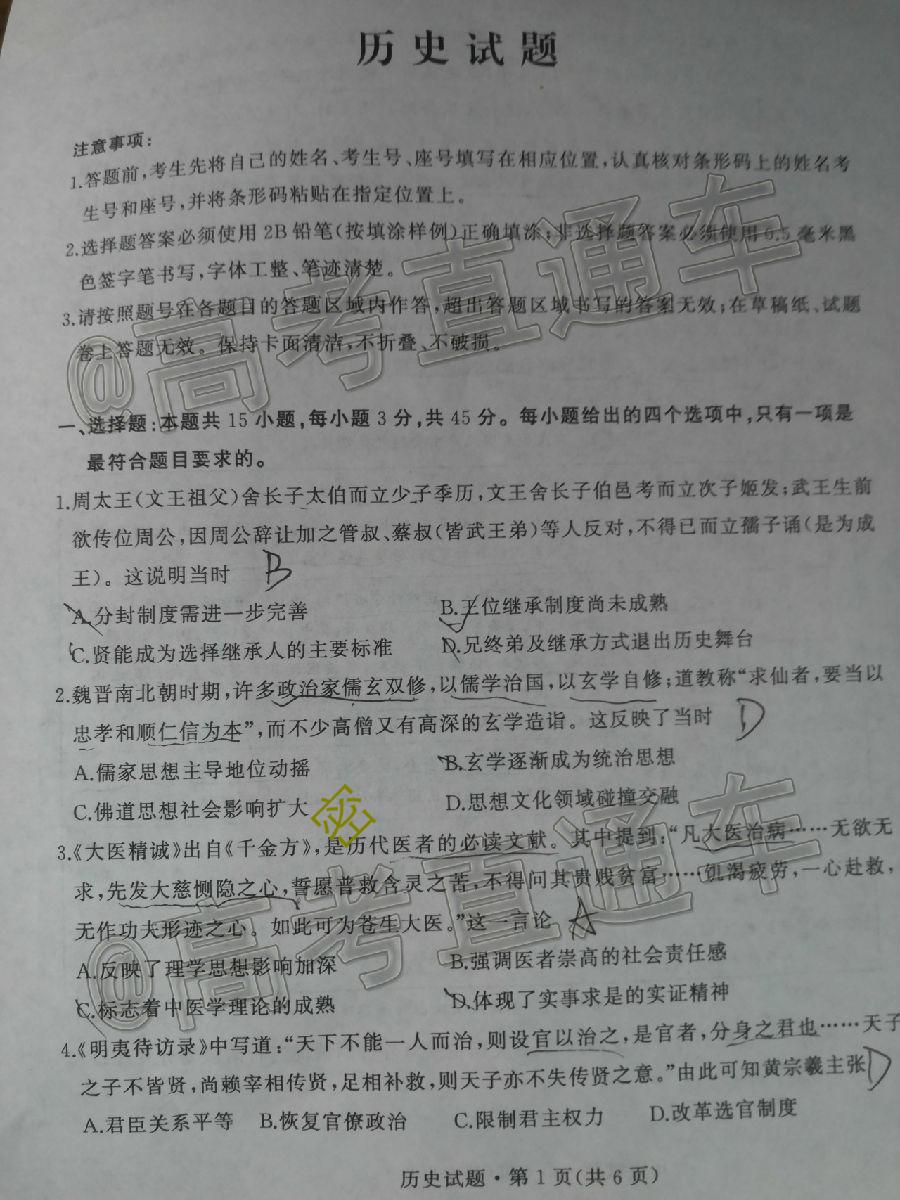 历史试题
注意事项:
1.答题前,考生先将自己的姓名、考生号、座号填写在相应位置,认真核对条形码上的姓名考
生号和座号,并将条形码粘贴在指定位置上。
2.选择题答案必须使用2B铅笔(按填涂样例)正确填涂;非选择题答案必须使用0.5毫米黑
色签字笔书写,字体工整、笔迹清楚。
3.请按照题号在各题目的答题区域内作答,超出答题区域书写的答案无效;在草稿纸、试题
卷上答题无效。保持卡面清洁,不折叠、不破损。
@高考直通车
一、选择题:本题共15小题,每小题3分,共45分。每小题给出的四个选项中,只有一项是
最符合题目要求的。
1.周太王(文王祖父)舍长子太伯而立少子季历,文王舍长子伯邑考而立次子姬发;武王生前
欲传位周公,因周公辞让加之管叔、蔡叔(皆武王弟)等人反对,不得已而立孺子诵(是为成
王)。这说明当时 B
A.分封制度需进一步完善 B.王位继承制度尚未成熟
C.贤能成为选择继承人的主要标准 D.兄终弟及继承方式退出历史舞台
2.魏晋南北朝时期,许多政治家儒玄双修,以儒学治国,以玄学自修;道教称“求仙者,要当以
忠孝和顺仁信为本”,而不少高僧又有高深的玄学造诣。这反映了当时 D
A.儒家思想主导地位动摇 B.玄学逐渐成为统治思想
C.佛道思想社会影响扩大 D.思想文化领域碰撞交融
密
3.《大医精诚》出自《千金方》,是历代医者的必读文献。其中提到:“凡大医治病……无欲无
求,先发大慈恻隐之心,誓愿普救含灵之苦,不得问其贵贱贫富……饥渴疲劳,一心赴救,
无作功夫形迹之心。如此可为苍生大医。”这一言论 A
A.反映了理学思想影响加深 B.强调医者崇高的社会责任感
C.标志着中医学理论的成熟 D.体现了实事求是的实证精神
@高考直通车
4.《明夷待访录》中写道:“天下不能一人而治,则设官以治之,是官者,分身之君也……天子
之子不皆贤,尚赖宰相传贤,足相补救,则天子亦不失传贤之意。”由此可知黄宗羲主张 D
A.君臣关系平等 B.恢复官僚政治 C.限制君主权力 D.改革选官制度
历史试题·第1页(共6页)